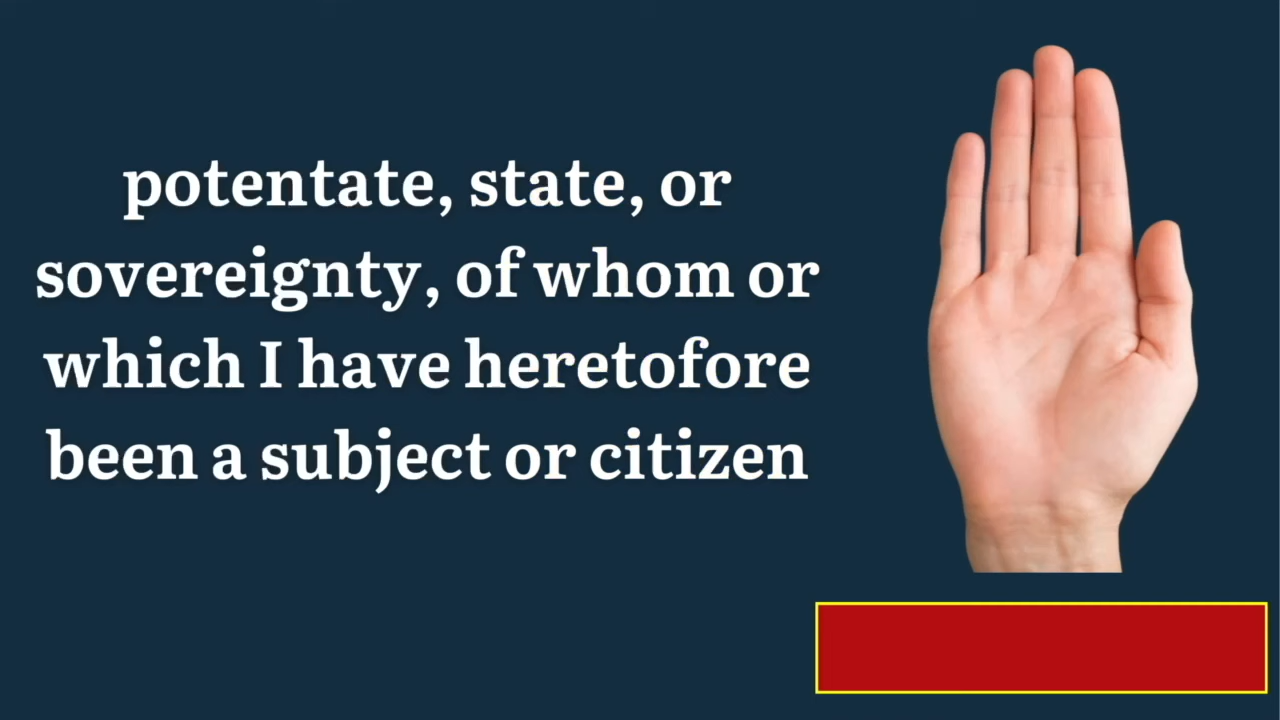 potentate, state, or
sovereignty, of whom or
which I have heretofore
been a subject or citizen